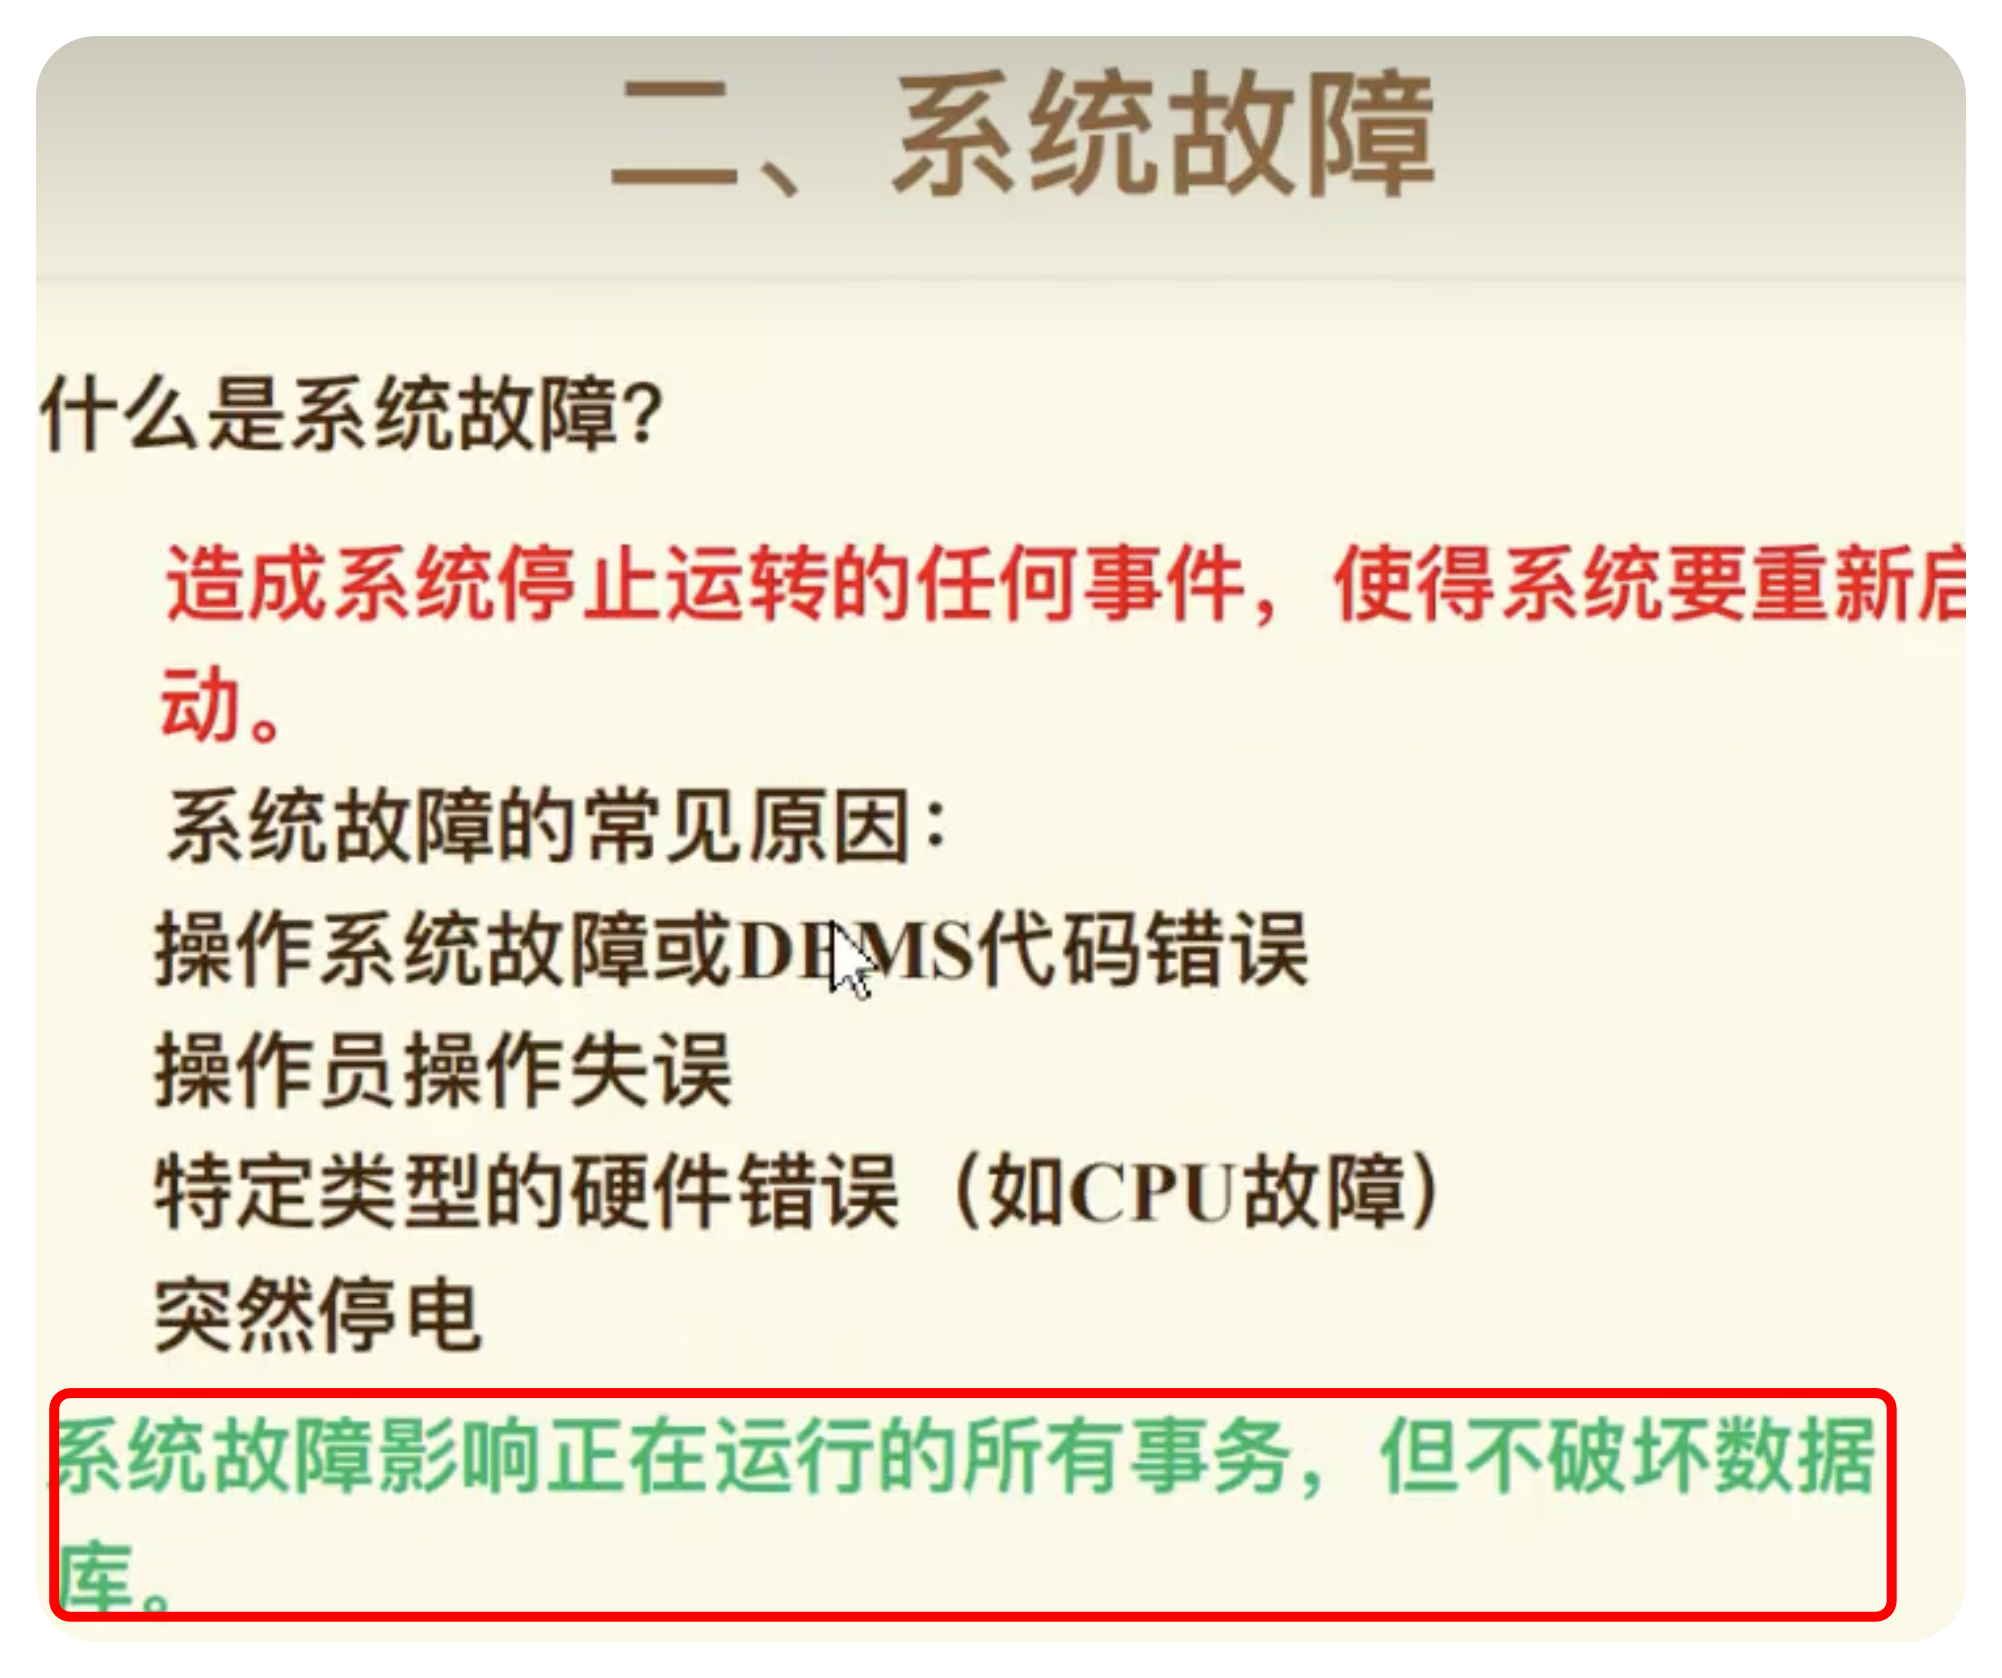 二、系统故障
什么是系统故障?
造成系统停止运转的任何事件，使得系统要重新启
动。
系统故障的常见原因：
操作系统故障或DBMS代码错误
操作员操作失误
特定类型的硬件错误（如CPU故障）
突然停电
系统故障影响正在运行的所有事务，但不破坏数据
库。